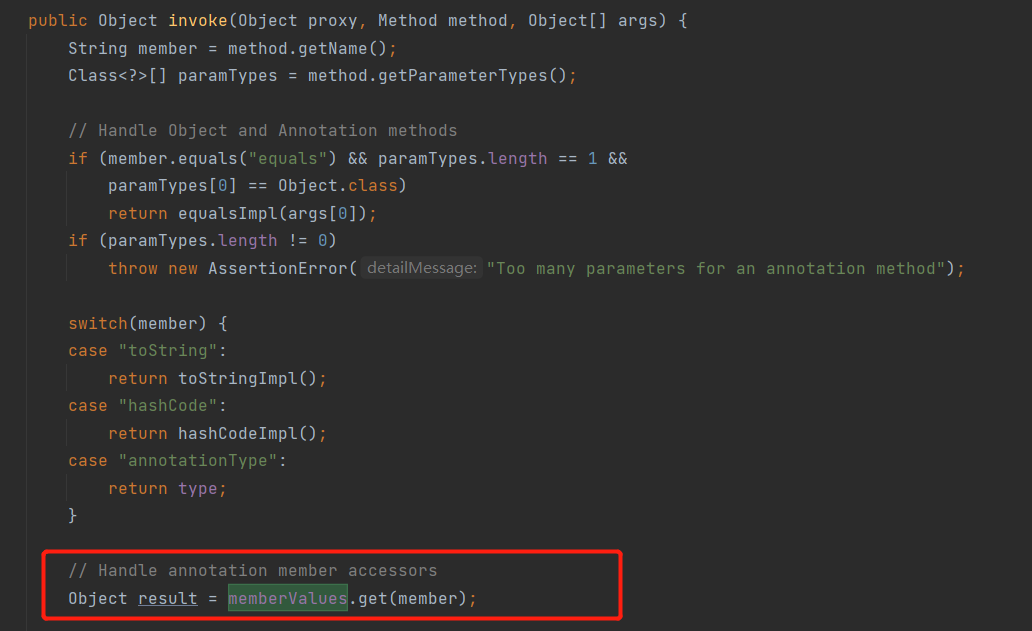 public Object invoke(Object proxy, Method method, Object[] args) {
String member = method.getName();
Class<?>[] paramTypes = method.getParameterTypes();
// Handle Object and Annotation methods
if (member.equals("equals") && paramTypes.length == 1 &&
paramTypes[0] == Object.class)
return equalsImpl(args[0]);
if (paramTypes.length != 0)
throw new AssertionError( detailMessage: "Too many parameters for an annotation method");
switch(member) {
case "toString":
return toStringImpl();
case "hashCode":
return hashCodeImpl();
case "annotationType":
return type;
}
// Handle annotation member accessors
Object result = memberValues.get(member);